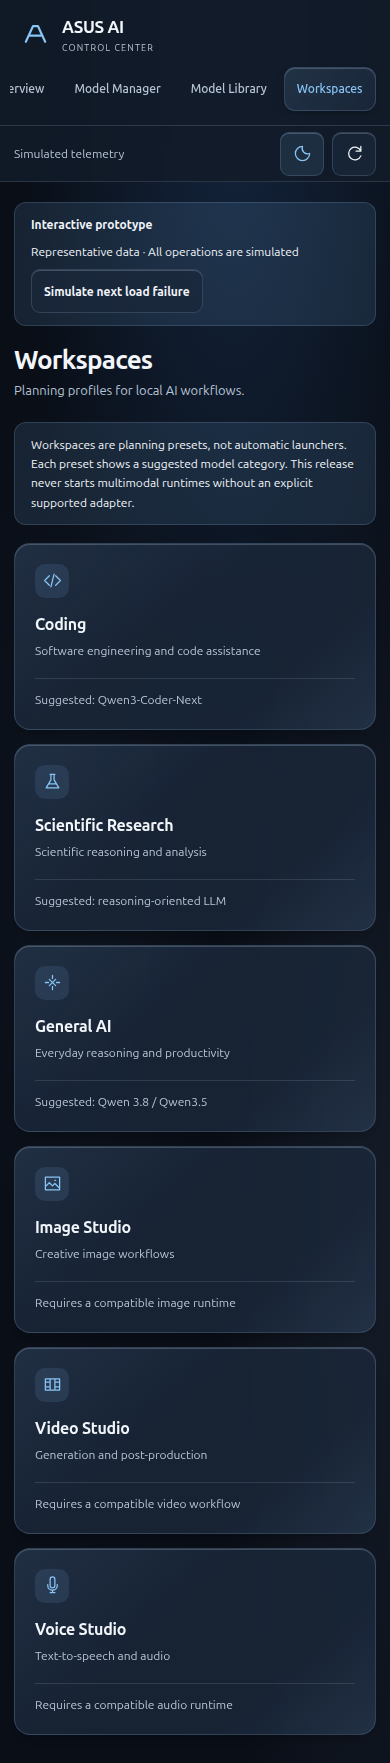 ASUS AI
CONTROL CENTER
erview Model Manager Model Library Workspaces
Simulated telemetry
Interactive prototype
Representative data · All operations are simulated
Simulate next load failure
Workspaces
Planning profiles for local AI workflows.
Workspaces are planning presets, not automatic launchers.
Each preset shows a suggested model category. This release
never starts multimodal runtimes without an explicit
supported adapter.
Coding
Software engineering and code assistance
Suggested: Qwen3-Coder-Next
Scientific Research
Scientific reasoning and analysis
Suggested: reasoning-oriented LLM
General AI
Everyday reasoning and productivity
Suggested: Qwen 3.8 / Qwen3.5
Image Studio
Creative image workflows
Requires a compatible image runtime
Video Studio
Generation and post-production
Requires a compatible video workflow
Voice Studio
Text-to-speech and audio
Requires a compatible audio runtime